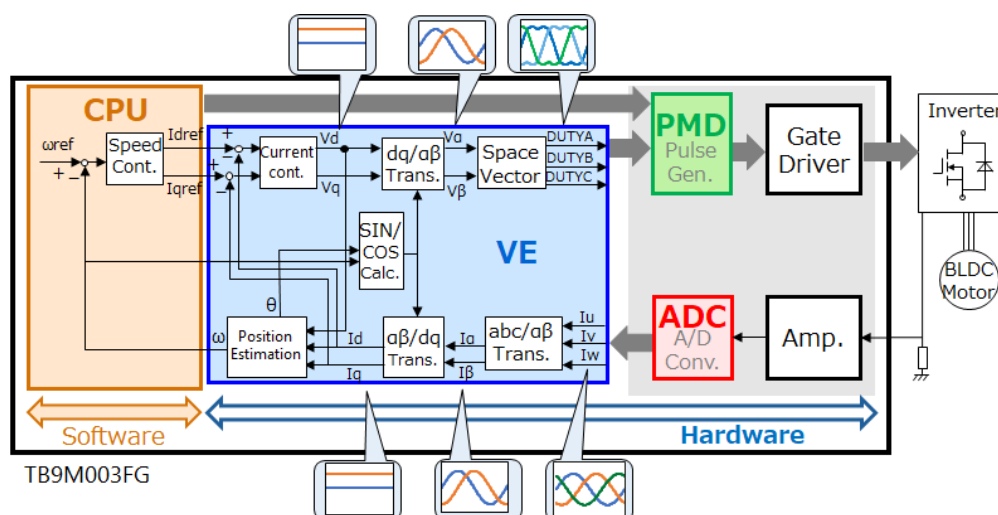 CPU
ωref
+
−
Speed
Cont.
Idref
Iqref
+
−
+
−
Current
cont.
Vd
Vq
dq/αβ
Trans.
Vα
Vβ
Space
Vector
DUTYA
DUTYB
DUTYC
PMD
Pulse
Gen.
Gate
Driver
Inverter
BLDC
Motor
SIN/
COS
Calc.
VE
θ
ω
Position
Estimation
Id
Iq
αβ/dq
Trans.
Iα
Iβ
abc/αβ
Trans.
Iu
Iv
Iw
ADC
A/D
Conv.
Amp.
Software
Hardware
TB9M003FG